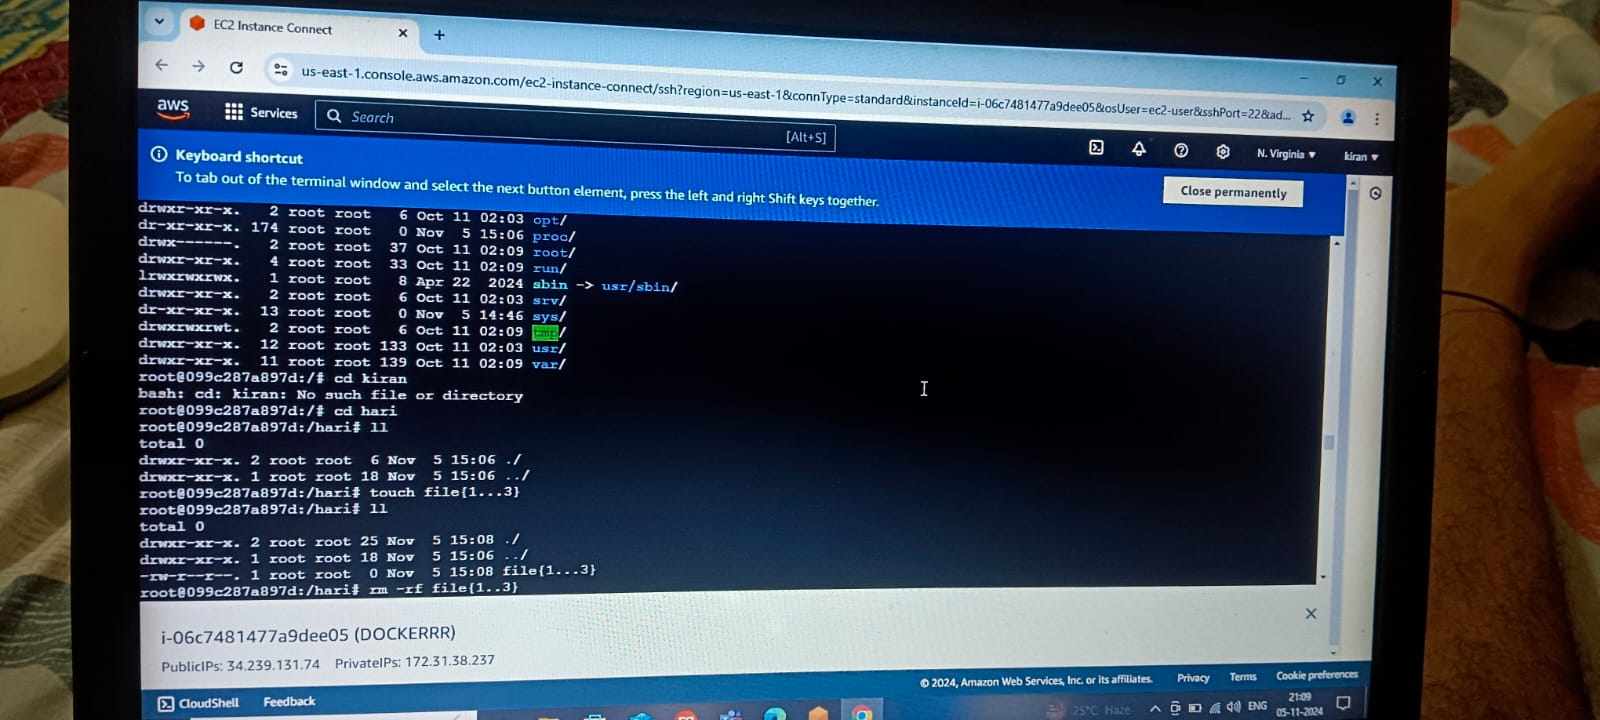 EC2 Instance Connect
us-east-1.console.aws.amazon.com/ec2-instance-connect/ssh?region=us-east-1&connType=standard&instanceId=i-06c7481477a9dee05&osUser=ec2-user&sshPort=22&ad...
aws Services Search [Alt+S] N. Virginia kiran
Keyboard shortcut
To tab out of the terminal window and select the next button element, press the left and right Shift keys together.
Close permanently
drwxr-xr-x. 2 root root 6 Oct 11 02:03 opt/
dr-xr-xr-x. 174 root root 0 Nov 5 15:06 proc/
drwx------. 2 root root 37 Oct 11 02:09 root/
drwxr-xr-x. 4 root root 33 Oct 11 02:09 run/
lrwxrwxrwx. 1 root root 8 Apr 22 2024 sbin -> usr/sbin/
drwxr-xr-x. 2 root root 6 Oct 11 02:03 srv/
dr-xr-xr-x. 13 root root 0 Nov 5 14:46 sys/
drwxrwxrwt. 2 root root 6 Oct 11 02:09 tmp/
drwxr-xr-x. 12 root root 133 Oct 11 02:03 usr/
drwxr-xr-x. 11 root root 139 Oct 11 02:09 var/
root@099c287a897d:/# cd kiran
bash: cd: kiran: No such file or directory
root@099c287a897d:/# cd hari
root@099c287a897d:/hari# ll
total 0
drwxr-xr-x. 2 root root 6 Nov 5 15:06 ./
drwxr-xr-x. 1 root root 18 Nov 5 15:06 ../
root@099c287a897d:/hari# touch file{1...3}
root@099c287a897d:/hari# ll
total 0
drwxr-xr-x. 2 root root 25 Nov 5 15:08 ./
drwxr-xr-x. 1 root root 18 Nov 5 15:06 ../
-rw-r--r--. 1 root root 0 Nov 5 15:08 file{1...3}
root@099c287a897d:/hari# rm -rf file{1..3}
i-06c7481477a9dee05 (DOCKERRR)
PublicIPs: 34.239.131.74 PrivateIPs: 172.31.38.237
CloudShell Feedback © 2024, Amazon Web Services, Inc. or its affiliates. Privacy Terms Cookie preferences
25°C Haze ENG 21:09
05-11-2024